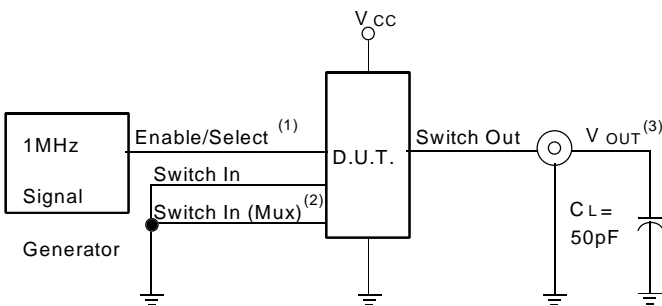 V CC
1MHz
Signal
Generator
Enable/Select (1)
Switch In
Switch In (Mux) (2)
D.U.T.
Switch Out
V OUT (3)
C L =
50pF